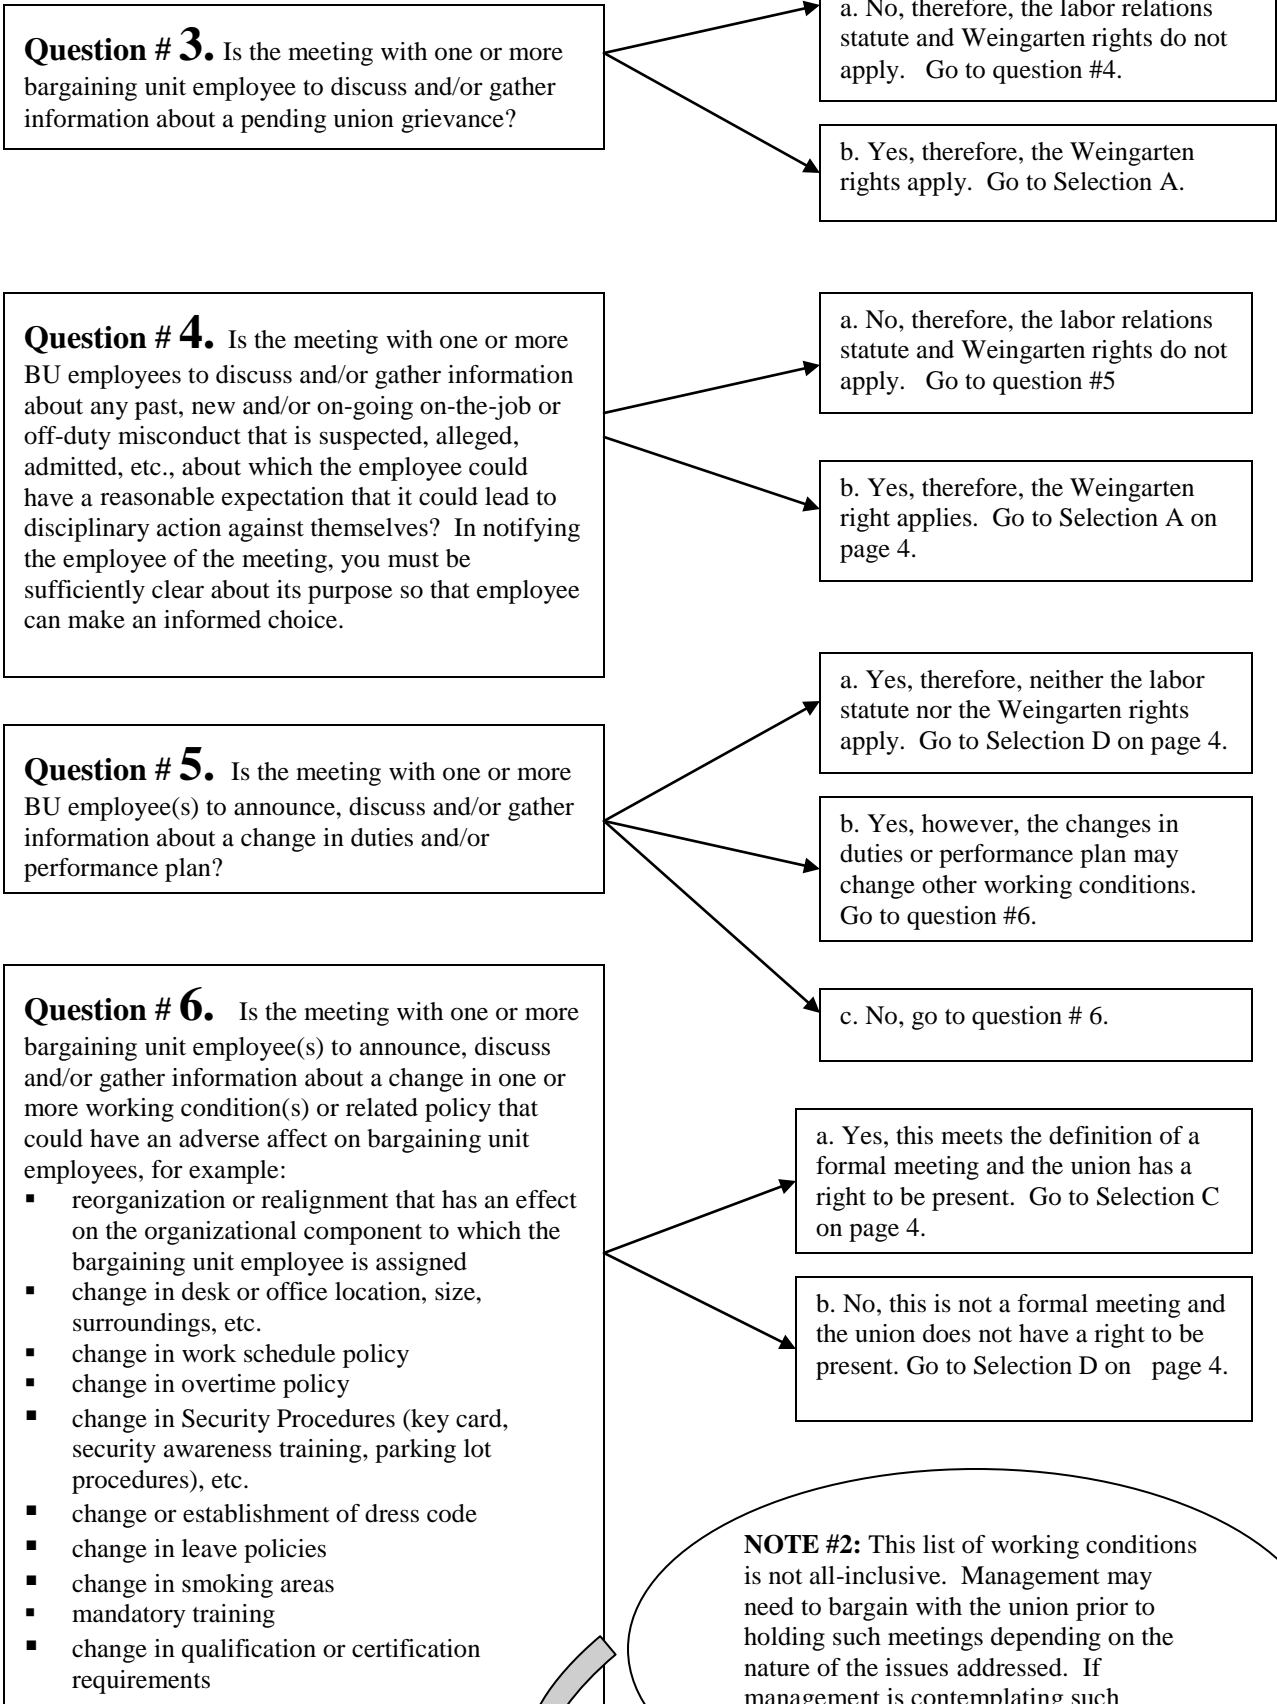 Question # 3. Is the meeting with one or more
bargaining unit employee to discuss and/or gather
information about a pending union grievance?
a. No, therefore, the labor relations
statute and Weingarten rights do not
apply.   Go to question #4.
b. Yes, therefore, the Weingarten
rights apply.  Go to Selection A.
Question # 4.  Is the meeting with one or more
BU employees to discuss and/or gather information
about any past, new and/or on-going on-the-job or
off-duty misconduct that is suspected, alleged,
admitted, etc., about which the employee could
have a reasonable expectation that it could lead to
disciplinary action against themselves?  In notifying
the employee of the meeting, you must be
sufficiently clear about its purpose so that employee
can make an informed choice.
a. No, therefore, the labor relations
statute and Weingarten rights do not
apply.   Go to question #5
b. Yes, therefore, the Weingarten
right applies.  Go to Selection A on
page 4.
Question # 5.  Is the meeting with one or more
BU employee(s) to announce, discuss and/or gather
information about a change in duties and/or
performance plan?
a. Yes, therefore, neither the labor
statute nor the Weingarten rights
apply.  Go to Selection D on page 4.
b. Yes, however, the changes in
duties or performance plan may
change other working conditions.
Go to question #6.
c. No, go to question # 6.
Question # 6.   Is the meeting with one or more
bargaining unit employee(s) to announce, discuss
and/or gather information about a change in one or
more working condition(s) or related policy that
could have an adverse affect on bargaining unit
employees, for example:
▪ reorganization or realignment that has an effect
on the organizational component to which the
bargaining unit employee is assigned
▪ change in desk or office location, size,
surroundings, etc.
▪ change in work schedule policy
▪ change in overtime policy
▪ change in Security Procedures (key card,
security awareness training, parking lot
procedures), etc.
▪ change or establishment of dress code
▪ change in leave policies
▪ change in smoking areas
▪ mandatory training
▪ change in qualification or certification
requirements
a. Yes, this meets the definition of a
formal meeting and the union has a
right to be present.  Go to Selection C
on page 4.
b. No, this is not a formal meeting and
the union does not have a right to be
present. Go to Selection D on   page 4.
NOTE #2: This list of working conditions
is not all-inclusive.  Management may
need to bargain with the union prior to
holding such meetings depending on the
nature of the issues addressed.  If
management is contemplating such